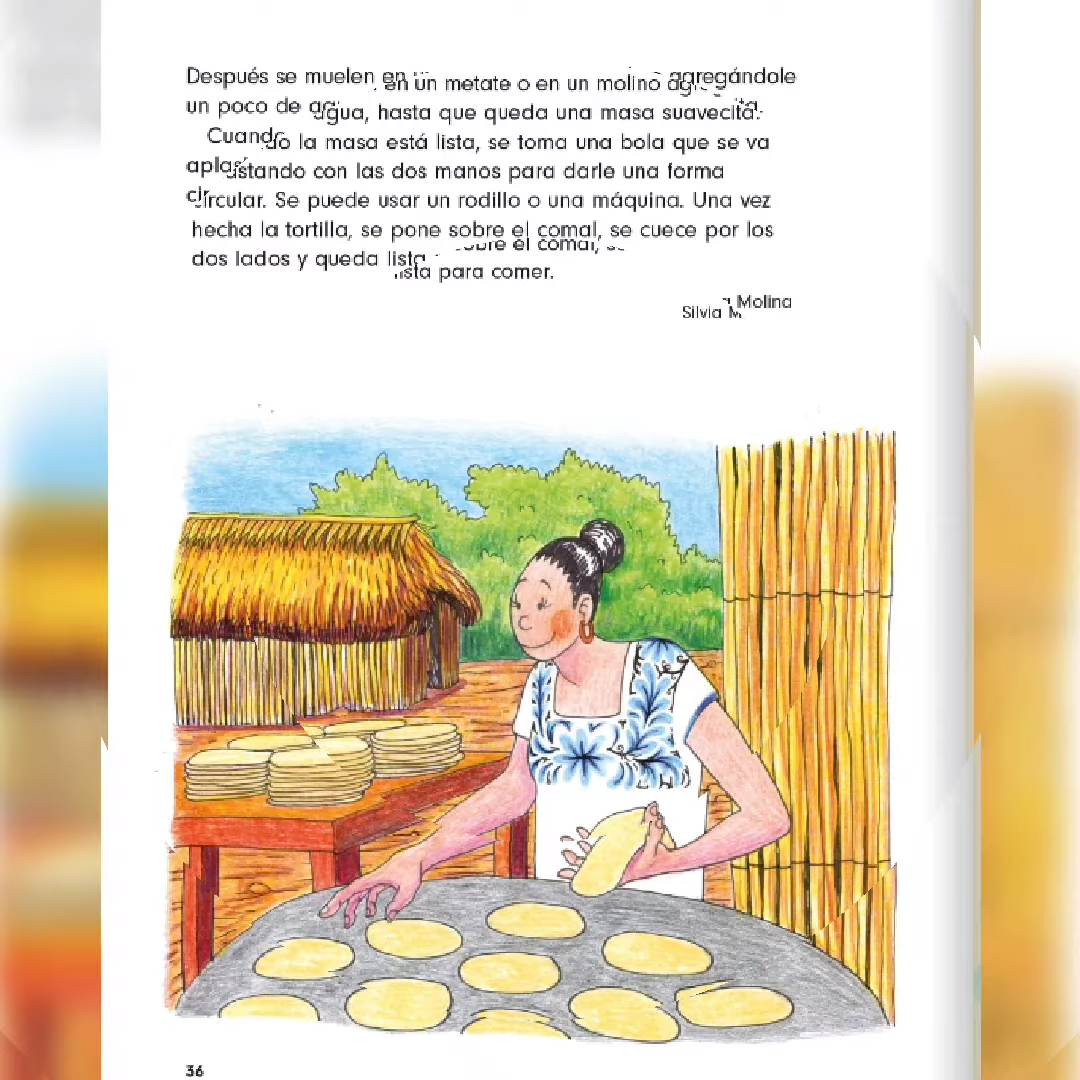 Después se muelen en un metate o en un molino agregándole
un poco de agua, hasta que queda una masa suavecita.
Cuando la masa está lista, se toma una bola que se va
aplastando con las dos manos para darle una forma
circular. Se puede usar un rodillo o una máquina. Una vez
hecha la tortilla, se pone sobre el comal, se cuece por los
dos lados y queda lista para comer.
Silvia Molina
36